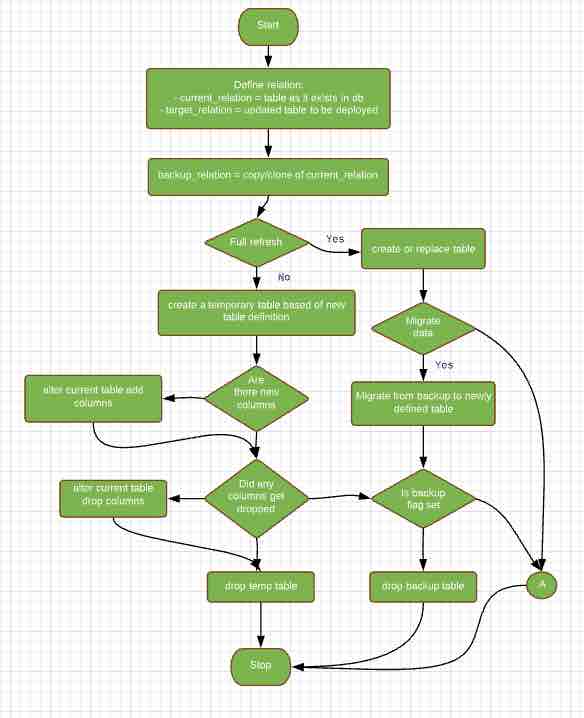 Start
Define relation:
- current_relation = table as it exists in db
- target_relation = updated table to be deployed
backup_relation = copy/clone of current_relation
Full refresh
Yes
create or replace table
No
create a temporary table based of new
table definition
Migrate
data
Yes
Are
there new
columns
alter current table add
columns
Migrate from backup to newly
defined table
Did any
columns get
dropped
alter current table
drop columns
Is backup
flag set
drop temp table
drop backup table
A
Stop